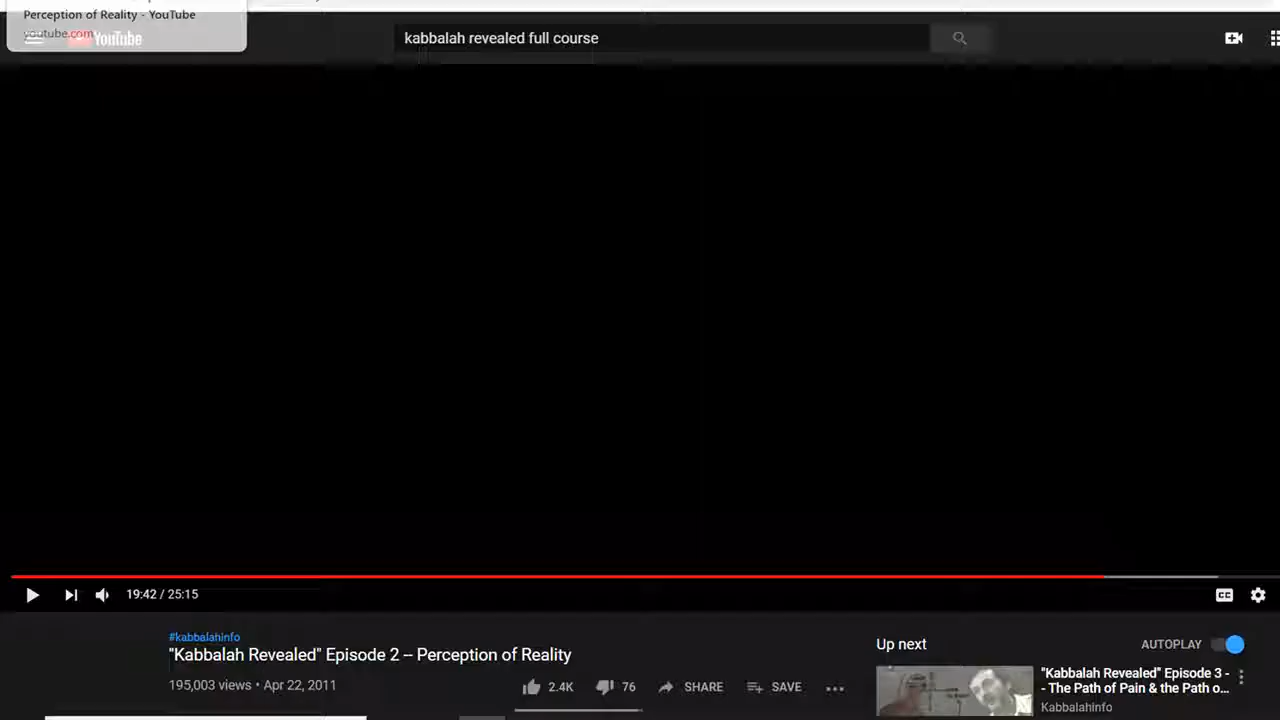 Perception of Reality - YouTube
youtube.com
YouTube
kabbalah revealed full course
19:42 / 25:15
CC
#kabbalahinfo
"Kabbalah Revealed" Episode 2 -- Perception of Reality
195,003 views • Apr 22, 2011
2.4K
76
SHARE
SAVE
Up next
AUTOPLAY
"Kabbalah Revealed" Episode 3 -
- The Path of Pain & the Path o...
Kabbalahinfo